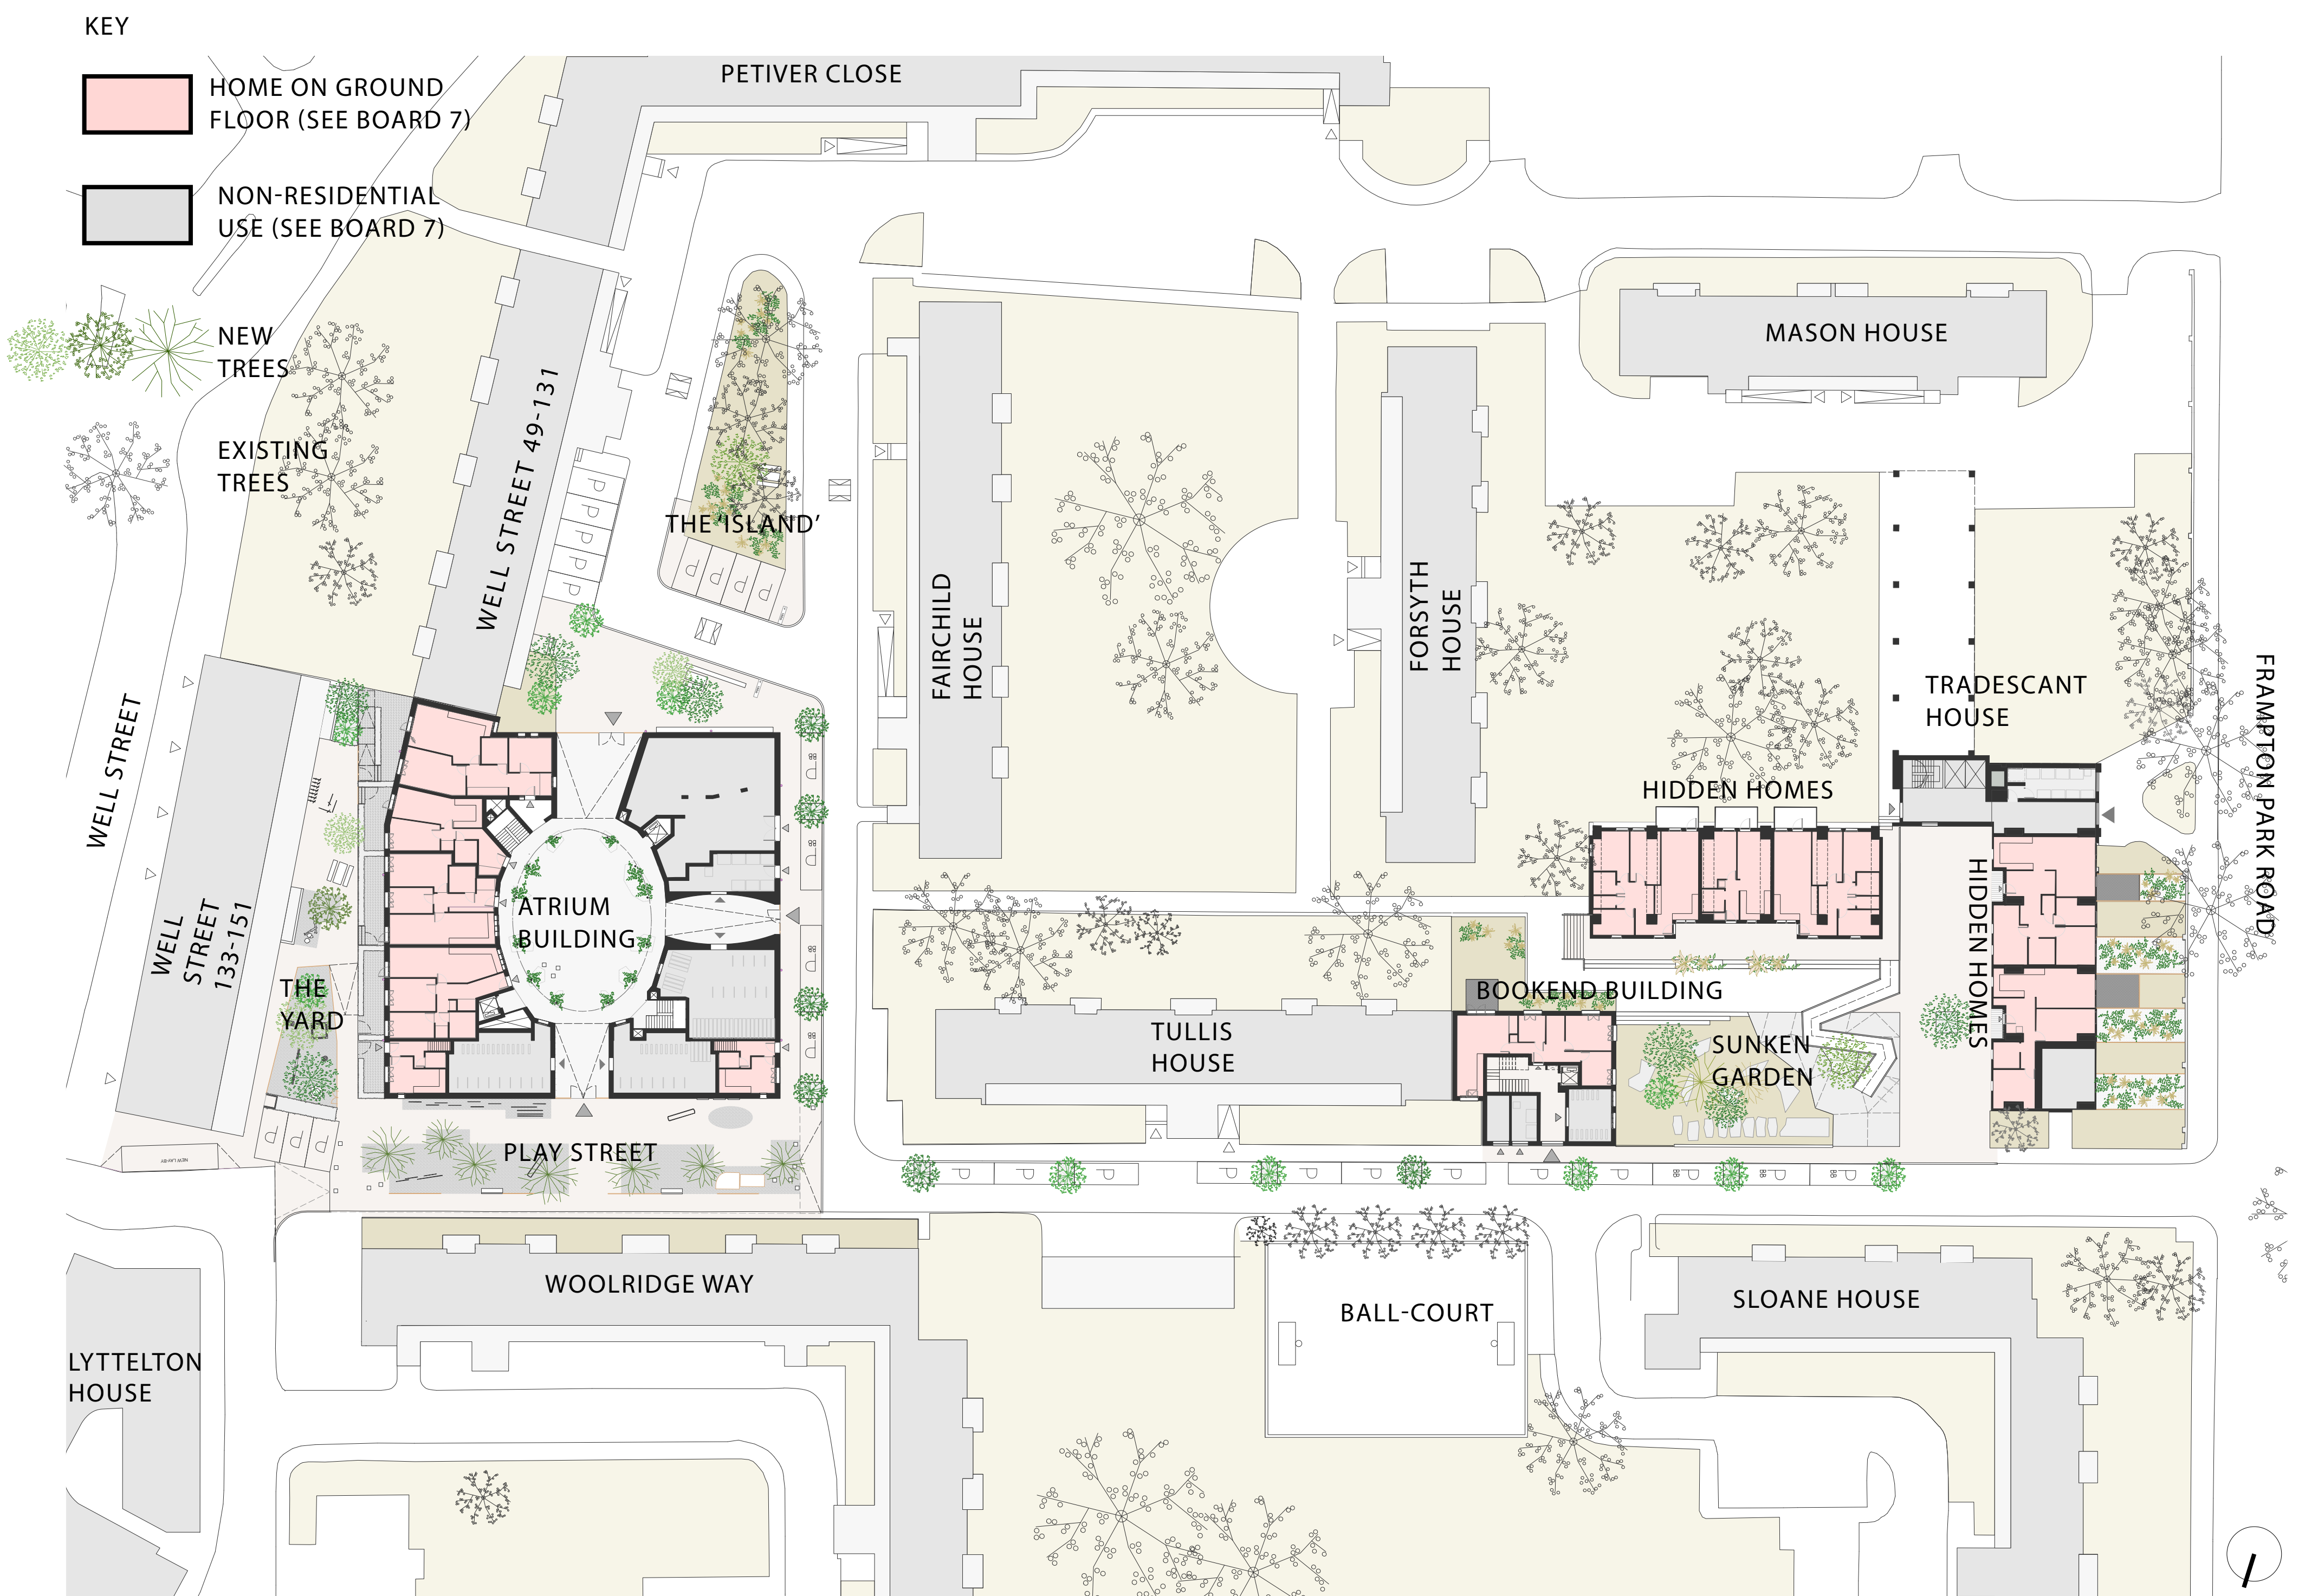 KEY
HOME ON GROUND
FLOOR (SEE BOARD 7)
NON-RESIDENTIAL
USE (SEE BOARD 7)
NEW
TREES
EXISTING
TREES
PETIVER CLOSE
MASON HOUSE
WELL STREET 49-131
THE 'ISLAND'
P
P
P
P
P
P
P
P
P
P
FAIRCHILD
HOUSE
FORSYTH
HOUSE
TRADESCANT
HOUSE
FRAMPTON PARK ROAD
WELL STREET
WELL
STREET
133-151
HIDDEN HOMES
HIDDEN HOMES
ATRIUM
BUILDING
THE
YARD
BOOKEND BUILDING
TULLIS
HOUSE
SUNKEN
GARDEN
PLAY STREET
NEW LAY-BY
WOOLRIDGE WAY
BALL-COURT
SLOANE HOUSE
LYTTELTON
HOUSE